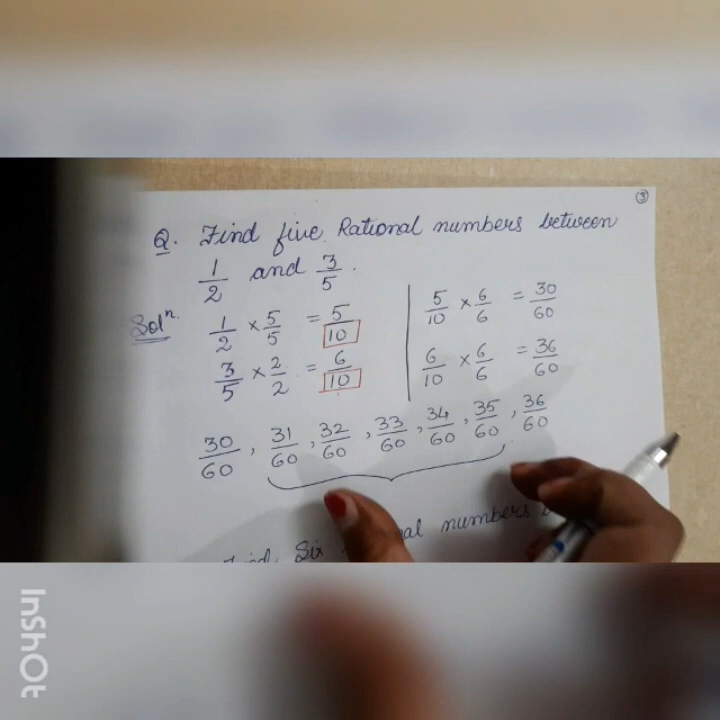 ③
Q. Find five Rational numbers between
1/2 and 3/5.
Solⁿ. 1/2 × 5/5 = 5/10
3/5 × 2/2 = 6/10
5/10 × 6/6 = 30/60
6/10 × 6/6 = 36/60
30/60, 31/60, 32/60, 33/60, 34/60, 35/60, 36/60
Six numbers
InShOt